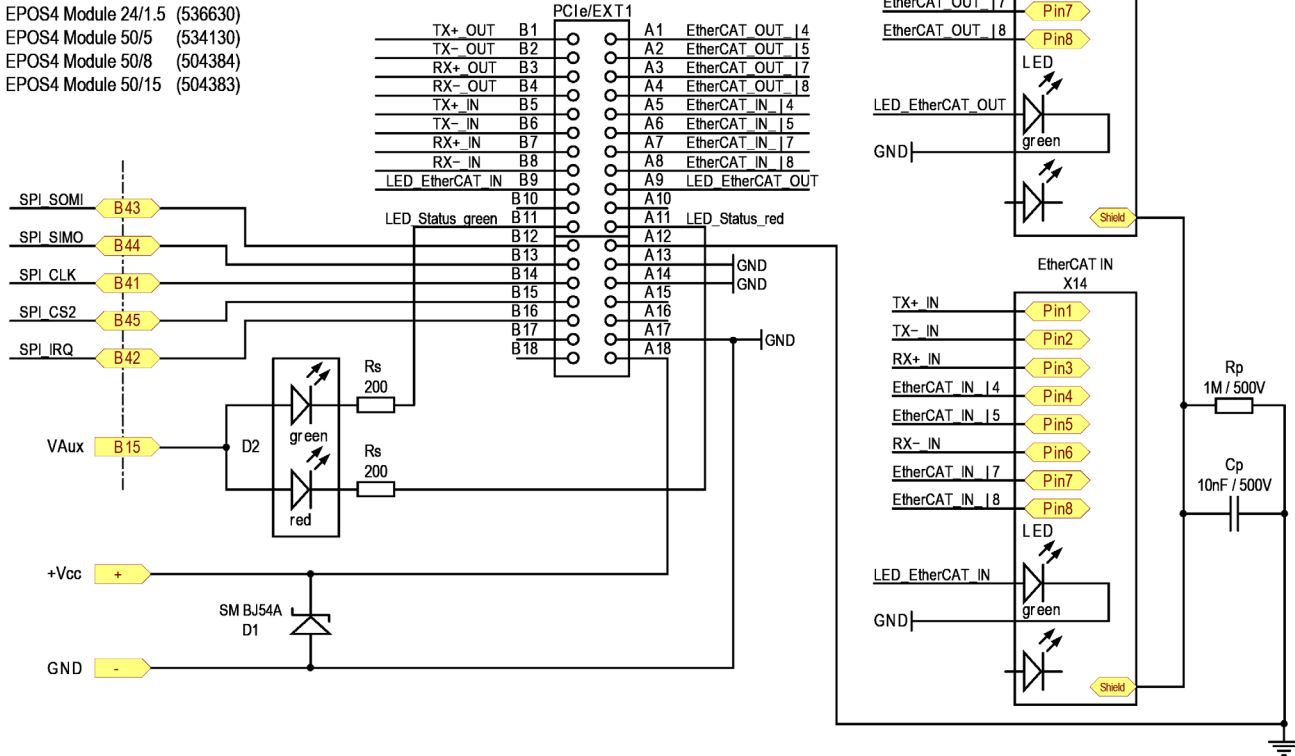 EPOS4 Module 24/1.5 (536630)
EPOS4 Module 50/5 (534130)
EPOS4 Module 50/8 (504384)
EPOS4 Module 50/15 (504383)
PCIe/EXT1
TX+_OUT B1 A1 EtherCAT_OUT_|4
TX-_OUT B2 A2 EtherCAT_OUT_|5
RX+_OUT B3 A3 EtherCAT_OUT_|7
RX-_OUT B4 A4 EtherCAT_OUT_|8
TX+_IN B5 A5 EtherCAT_IN_|4
TX-_IN B6 A6 EtherCAT_IN_|5
RX+_IN B7 A7 EtherCAT_IN_|7
RX-_IN B8 A8 EtherCAT_IN_|8
LED_EtherCAT_IN B9 A9 LED_EtherCAT_OUT
B10 A10
LED_Status_green B11 A11 LED_Status_red
B12 A12
B13 A13 GND
B14 A14 GND
B15 A15
B16 A16
B17 A17 GND
B18 A18
SPI_SOMI B43
SPI_SIMO B44
SPI_CLK B41
SPI_CS2 B45
SPI_IRQ B42
VAux B15
D2
green
Rs
200
red
Rs
200
+Vcc +
SMBJ54A
D1
GND -
EtherCAT_OUT_|7 Pin7
EtherCAT_OUT_|8 Pin8
LED
LED_EtherCAT_OUT
green
GND
Shield
EtherCAT IN
X14
TX+_IN Pin1
TX-_IN Pin2
RX+_IN Pin3
EtherCAT_IN_|4 Pin4
EtherCAT_IN_|5 Pin5
RX-_IN Pin6
EtherCAT_IN_|7 Pin7
EtherCAT_IN_|8 Pin8
LED
LED_EtherCAT_IN
green
GND
Shield
Rp
1M / 500V
Cp
10nF / 500V